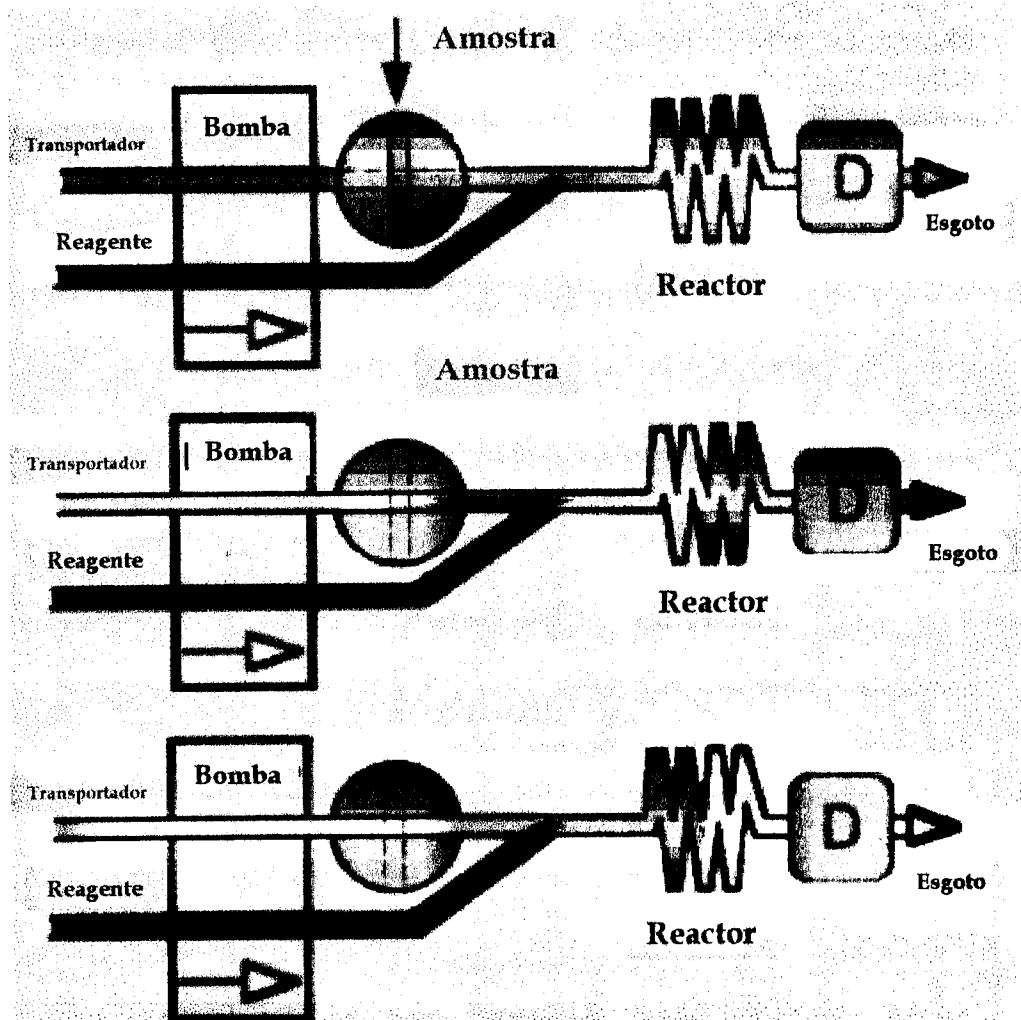 Amostra
Bomba
Transportador
D
Reagente
Esgoto
Reactor
Amostra
Bomba
Transportador
D
Reagente
Esgoto
Reactor
Bomba
Transportador
D
Reagente
Esgoto
Reactor